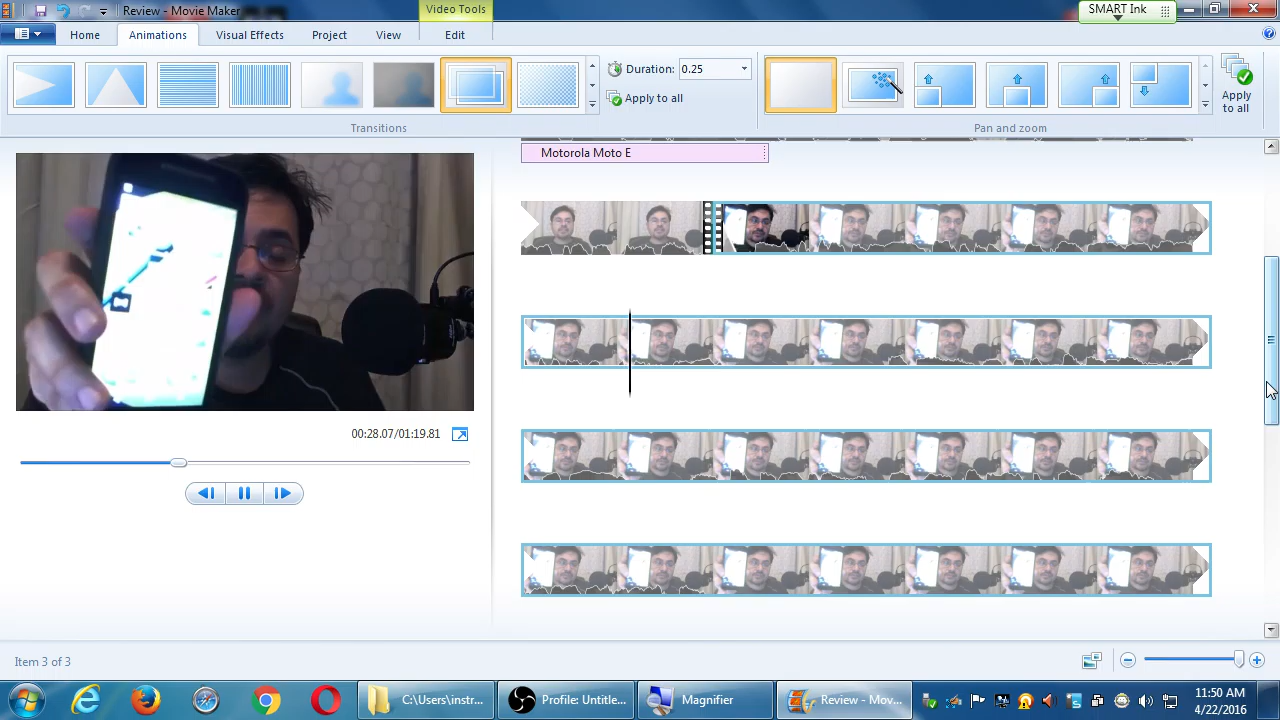 Review - Movie Maker
Video Tools
SMART Ink
Home
Animations
Visual Effects
Project
View
Edit
Duration:
0.25
Apply to all
Apply
to all
Transitions
Pan and zoom
Motorola Moto E
00:28.07/01:19.81
Item 3 of 3
C:\Users\instr...
Profile: Untitle...
Magnifier
Review - Mov...
11:50 AM
4/22/2016